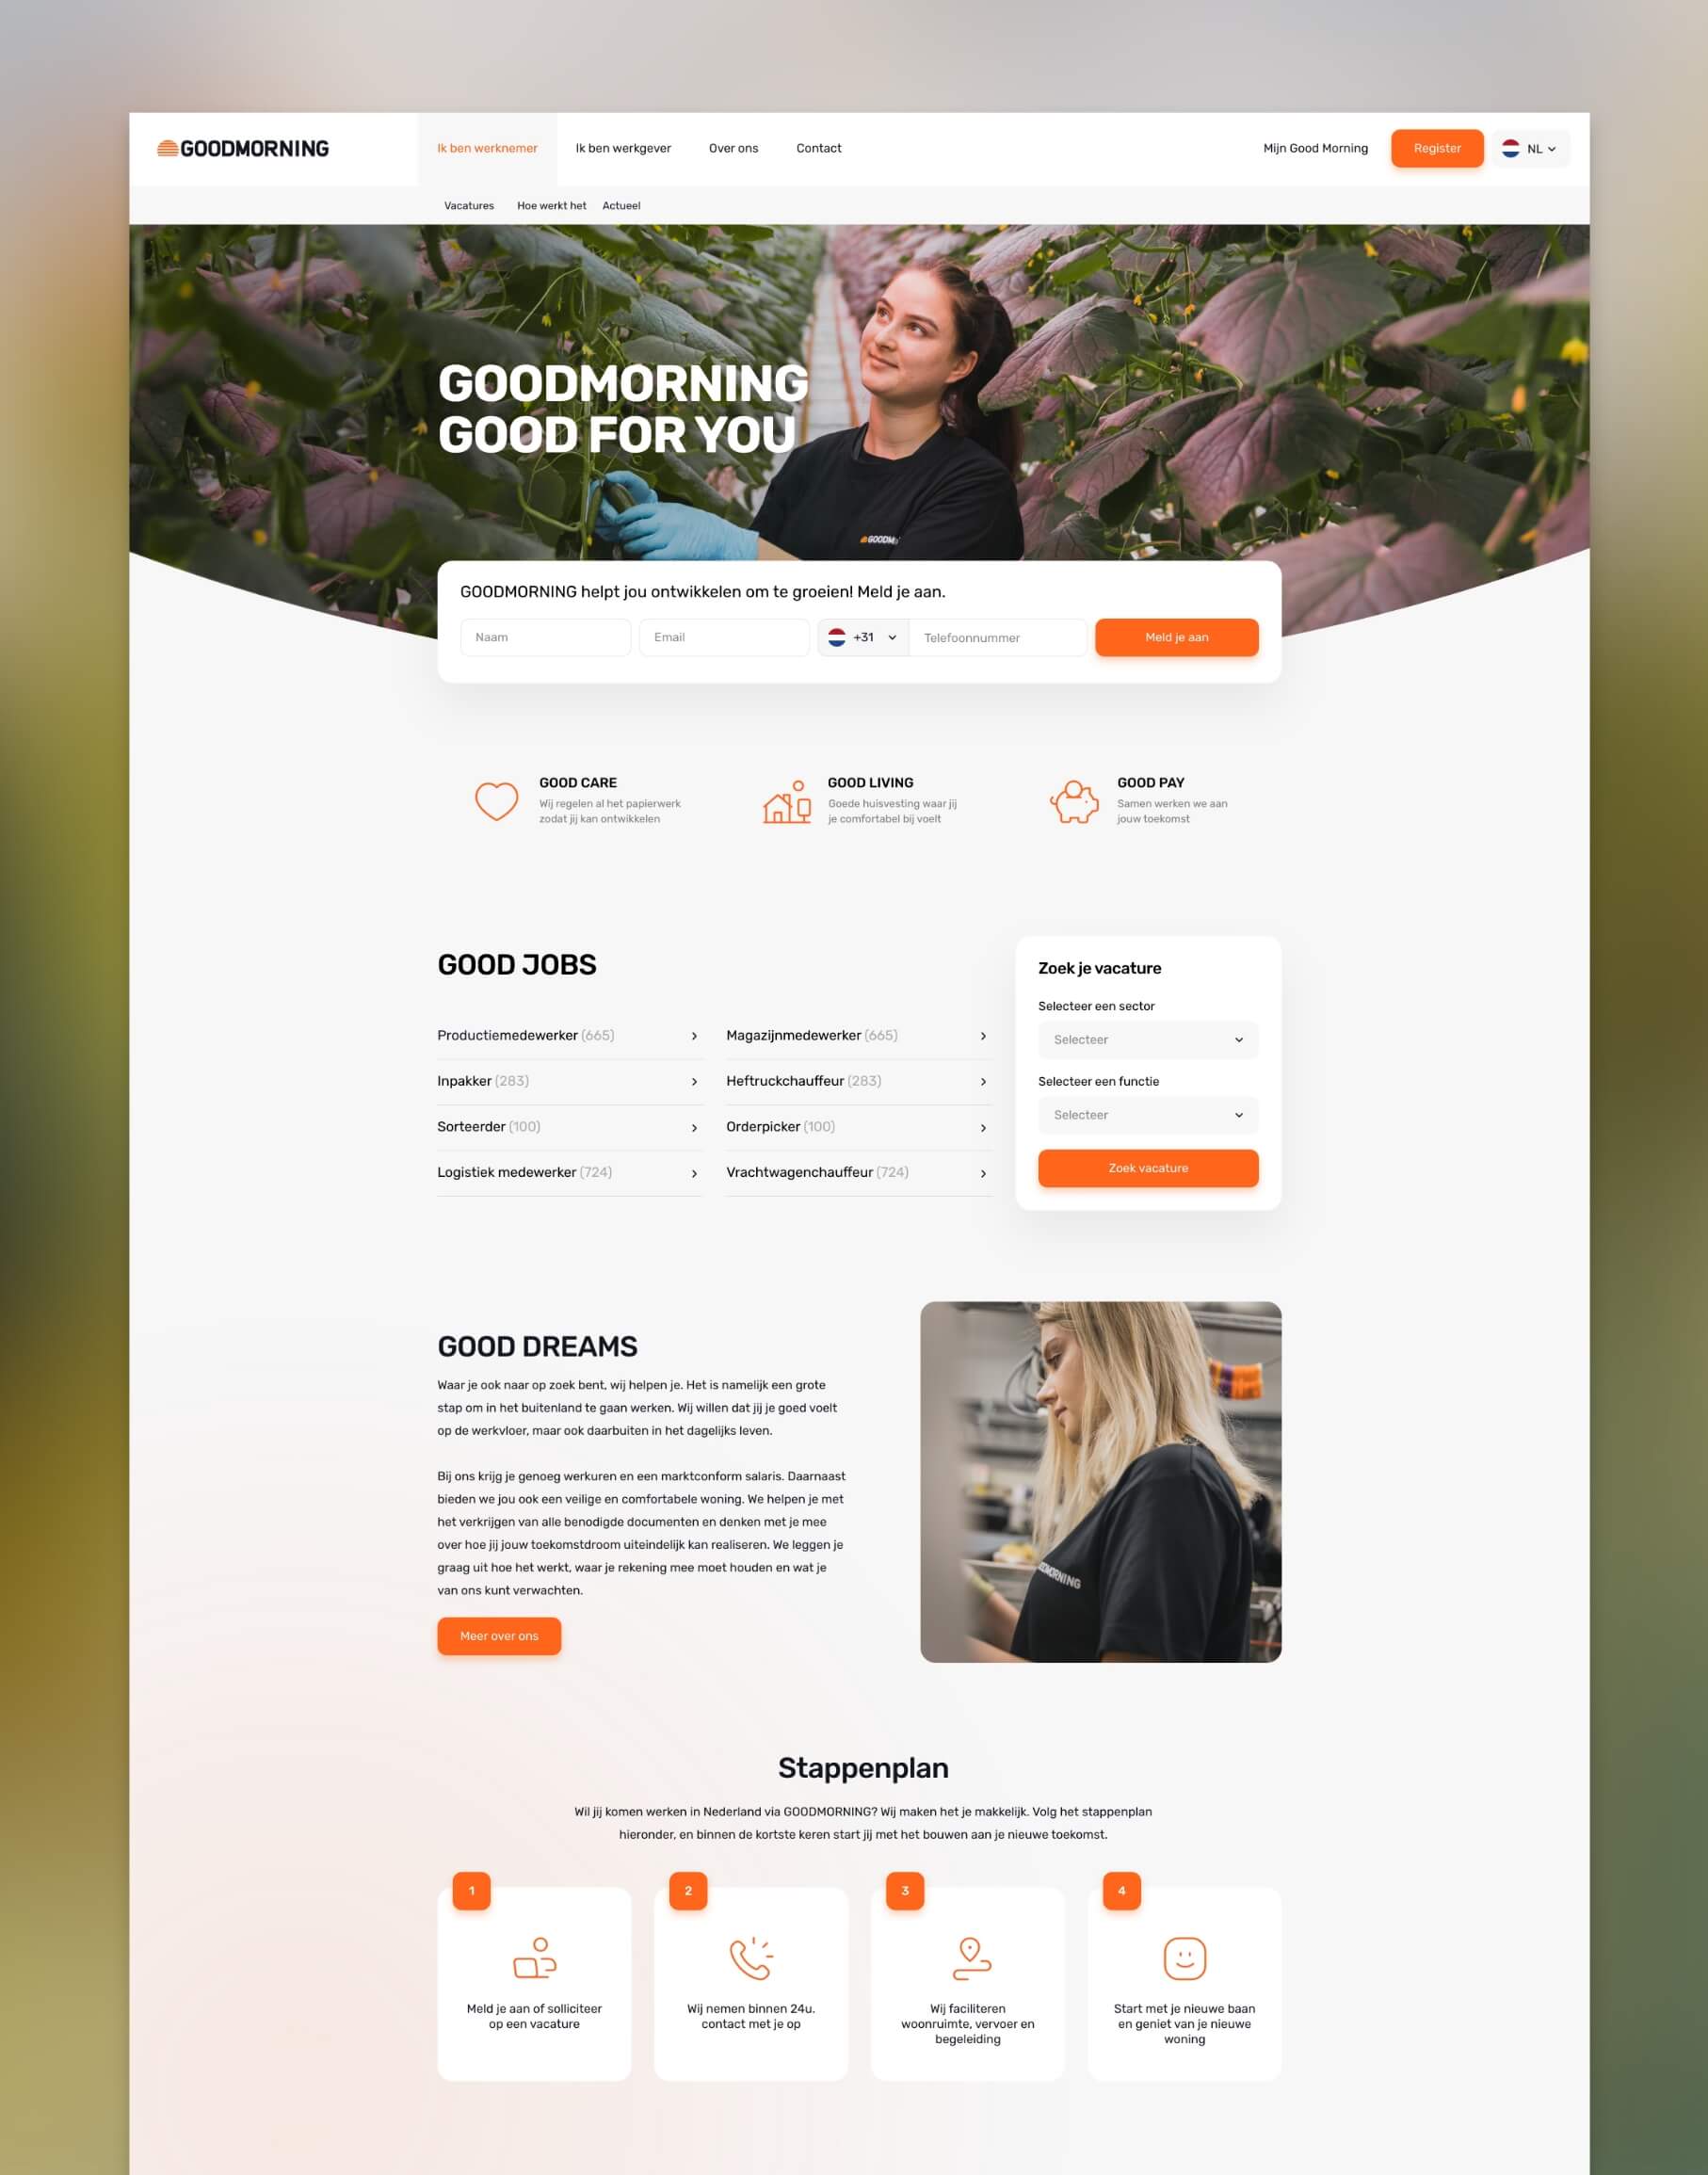 GOODMORNING
Ik ben werknemer
Ik ben werkgever
Over ons
Contact
Mijn Good Morning
Register
NL
Vacatures
Hoe werkt het
Actueel
GOODMORNING
GOOD FOR YOU
GOODM
GOODMORNING helpt jou ontwikkelen om te groeien! Meld je aan.
Naam
Email
+31
Telefoonnummer
Meld je aan
GOOD CARE
Wij regelen al het papierwerk
zodat jij kan ontwikkelen
GOOD LIVING
Goede huisvesting waar jij
je comfortabel bij voelt
GOOD PAY
Samen werken we aan
jouw toekomst
GOOD JOBS
Productiemedewerker (665)
Magazijnmedewerker (665)
Inpakker (283)
Heftruckchauffeur (283)
Sorteerder (100)
Orderpicker (100)
Logistiek medewerker (724)
Vrachtwagenchauffeur (724)
Zoek je vacature
Selecteer een sector
Selecteer
Selecteer een functie
Selecteer
Zoek vacature
GOOD DREAMS
Waar je ook naar op zoek bent, wij helpen je. Het is namelijk een grote
stap om in het buitenland te gaan werken. Wij willen dat jij je goed voelt
op de werkvloer, maar ook daarbuiten in het dagelijks leven.
Bij ons krijg je genoeg werkuren en een marktconform salaris. Daarnaast
bieden we jou ook een veilige en comfortabele woning. We helpen je met
het verkrijgen van alle benodigde documenten en denken met je mee
over hoe jij jouw toekomstdroom uiteindelijk kan realiseren. We leggen je
graag uit hoe het werkt, waar je rekening mee moet houden en wat je
van ons kunt verwachten.
Meer over ons
Stappenplan
Wil jij komen werken in Nederland via GOODMORNING? Wij maken het je makkelijk. Volg het stappenplan
hieronder, en binnen de kortste keren start jij met het bouwen aan je nieuwe toekomst.
1
Meld je aan of solliciteer
op een vacature
2
Wij nemen binnen 24u.
contact met je op
3
Wij faciliteren
woonruimte, vervoer en
begeleiding
4
Start met je nieuwe baan
en geniet van je nieuwe
woning